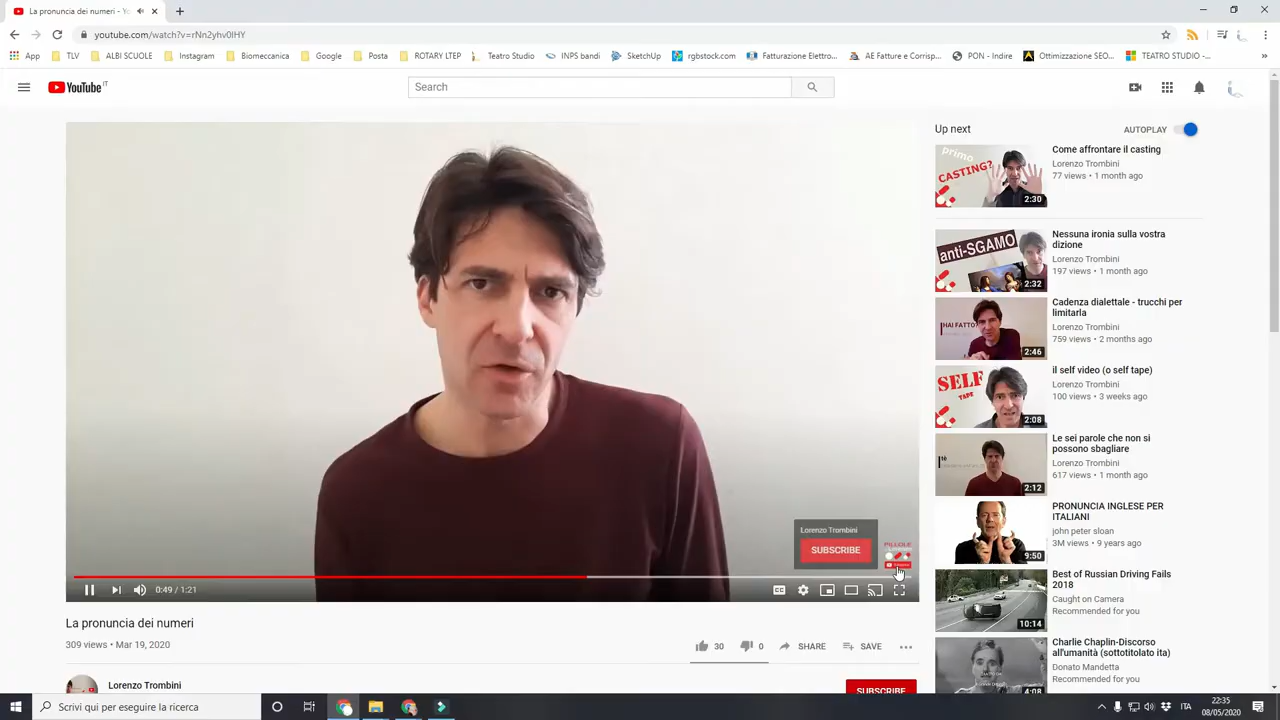 La pronuncia dei numeri - Yo
youtube.com/watch?v=rNn2yhv0IHY
App
TLV
ALBI SCUOLE
Instagram
Biomeccanica
Google
Posta
ROTARY LTEP
Teatro Studio
INPS bandi
SketchUp
rgbstock.com
Fatturazione Elettro...
AE Fatture e Corrisp...
PON - Indire
Ottimizzazione SEO...
TEATRO STUDIO -...
YouTube IT
Search
Up next
AUTOPLAY
primo
CASTING?
2:30
Come affrontare il casting
Lorenzo Trombini
77 views • 1 month ago
anti-SGAMO
2:32
Nessuna ironia sulla vostra
dizione
Lorenzo Trombini
197 views • 1 month ago
HAI FATTO?
2:46
Cadenza dialettale - trucchi per
limitarla
Lorenzo Trombini
759 views • 2 months ago
SELF
TAPE
2:08
il self video (o self tape)
Lorenzo Trombini
100 views • 3 weeks ago
2:12
Le sei parole che non si
possono sbagliare
Lorenzo Trombini
617 views • 1 month ago
9:50
PRONUNCIA INGLESE PER
ITALIANI
john peter sloan
3M views • 9 years ago
10:14
Best of Russian Driving Fails
2018
Caught on Camera
Recommended for you
4:08
Charlie Chaplin-Discorso
all'umanità (sottotitolato ita)
Donato Mandetta
Recommended for you
Lorenzo Trombini
SUBSCRIBE
PILLOLE
0:49 / 1:21
CC
La pronuncia dei numeri
309 views • Mar 19, 2020
30
0
SHARE
SAVE
Lorenzo Trombini
SUBSCRIBE
Scrivi qui per eseguire la ricerca
ITA
22:35
08/05/2020